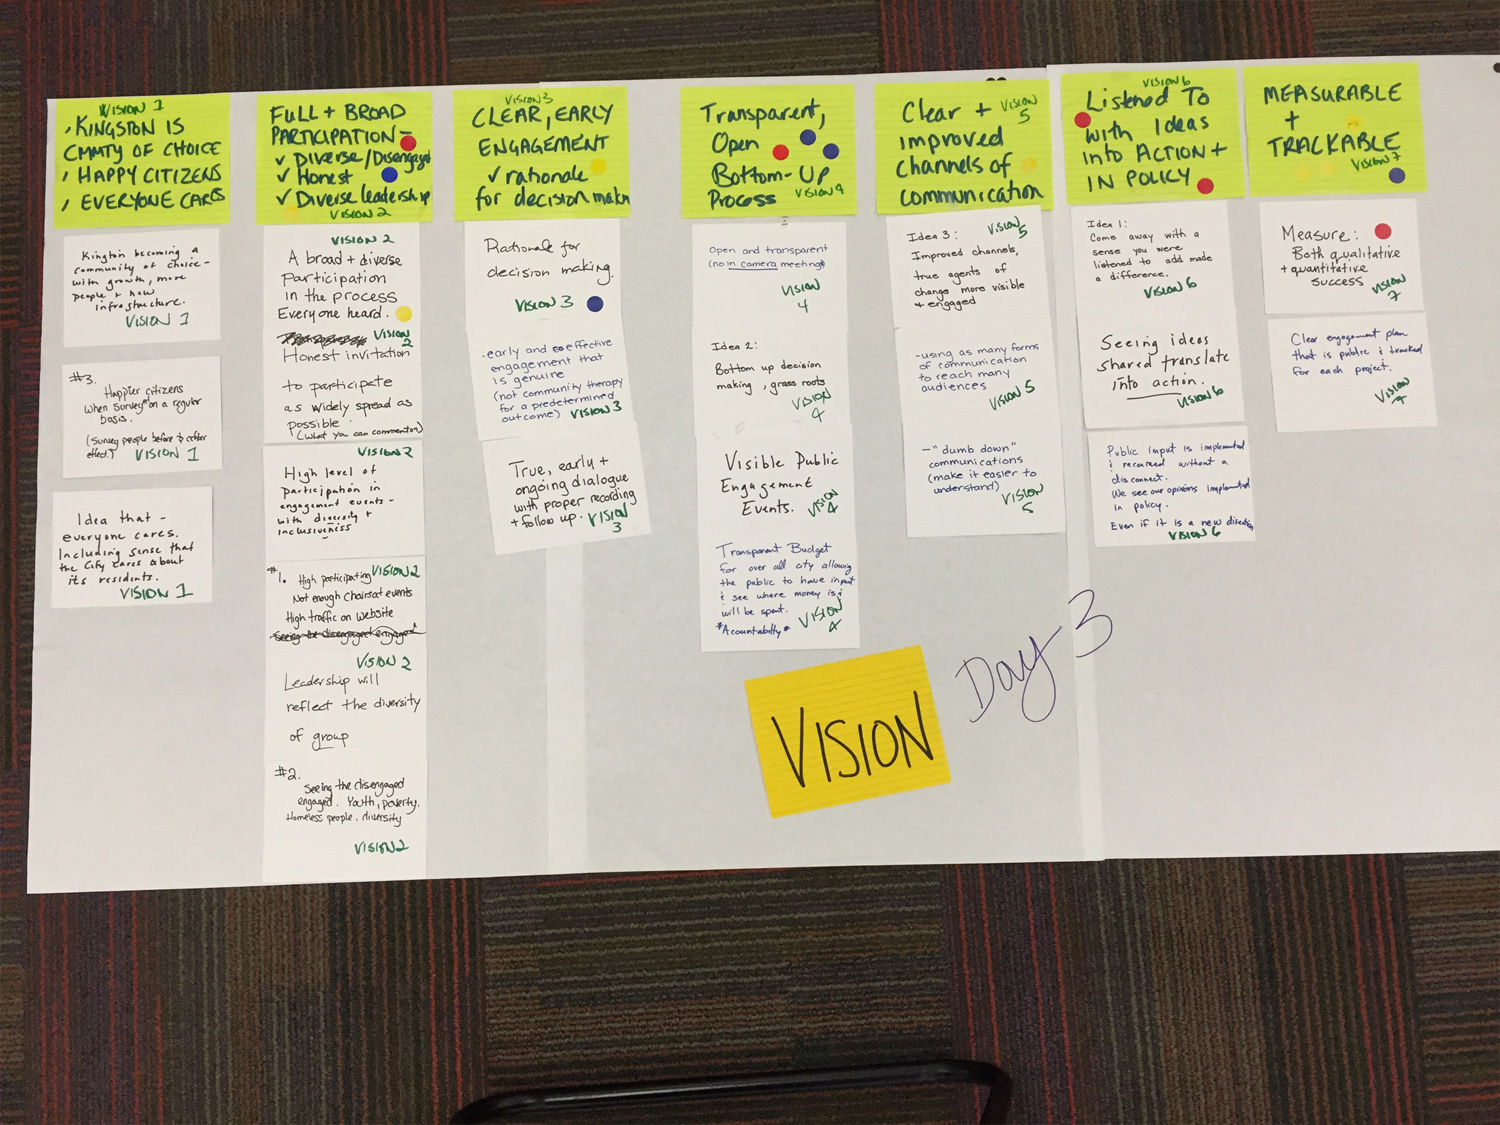 VISION 1
, KINGSTON IS
CMMTY OF CHOICE
, HAPPY CITIZENS
, EVERYONE CARES
Kingston becoming a
community of choice -
with growth, more
people + new
infrastructure.
VISION 1
#3.
Happier citizens
when survey on a regular
basis.
(Survey people before & after
effect.) VISION 1
Idea that -
everyone cares.
Including sense that
the City cares about
its residents.
VISION 1
FULL + BROAD
PARTICIPATION -
✓ Diverse/Disengaged
✓ Honest
✓ Diverse leadership
VISION 2
VISION 2
A broad + diverse
participation
in the process
Everyone heard.
VISION 2
Honest invitation
to participate
as widely spread as
possible
(what you can comment on)
VISION 2
High level of
participation in
engagement events -
with diversity +
inclusiveness
#1. High participating VISION 2
Not enough chairs at events
High traffic on website
Seeing the disengaged engaged
VISION 2
Leadership will
reflect the diversity
of group
#2.
Seeing the disengaged
engaged. Youth, poverty,
Homeless people, diversity
VISION 2
VISION 3
CLEAR, EARLY
ENGAGEMENT
✓ rationale
for decision makn
Rationale for
decision making.
VISION 3
- early and effective
engagement that
is genuine
(not community therapy
for a predetermined
outcome) VISION 3
True, early +
ongoing dialogue
with proper recording
+ follow up. VISION
3
Transparent,
Open
Bottom-Up
Process VISION 4
Open and transparent
(no in camera meetings)
VISION
4
Idea 2:
Bottom up decision
making, grass roots
VISION
4
Visible Public
Engagement
Events. VISION
4
Transparent Budget
for over all city allowing
the public to have input
& see where money is &
will be spent.
*Acountabilty* VISION
4
Clear + VISION
5
improved
channels of
communication
Idea 3: VISION
5
Improved channels,
true agents of
change more visible
+ engaged
- using as many forms
of communication
to reach many
audiences
VISION 5
- "dumb down"
communications
(make it easier to
understand)
VISION
5
VISION 6
Listened To
with Ideas
into ACTION +
IN POLICY
Idea 1:
Come away with a
sense you were
listened to add made
a difference.
VISION 6
Seeing ideas
shared translate
into action.
VISION 6
Public input is implemented
& recorded without a
disconnect.
We see our opinions implemented
in policy.
Even if it is a new direction
VISION 6
MEASURABLE
+
TRACKABLE
VISION 7
Measure:
Both qualitative
+ quantitative
success VISION
7
Clear engagement plan
that is public & tracked
for each project.
VISION
7
VISION
Day 3